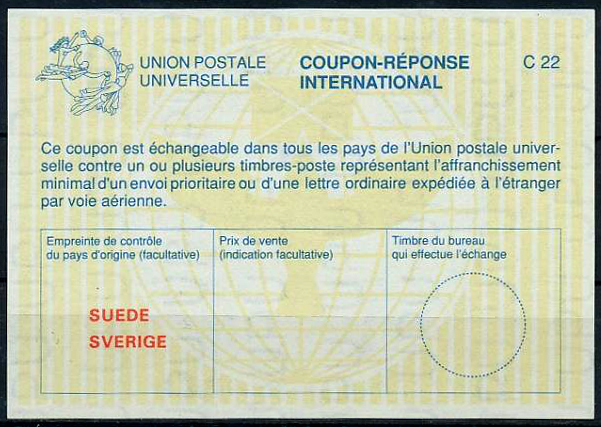 UNION POSTALE
UNIVERSELLE
COUPON-RÉPONSE
INTERNATIONAL
C 22
Ce coupon est échangeable dans tous les pays de l'Union postale univer-
selle contre un ou plusieurs timbres-poste représentant l'affranchissement
minimal d'un envoi prioritaire ou d'une lettre ordinaire expédiée à l'étranger
par voie aérienne.
Empreinte de contrôle
du pays d'origine (facultative)
Prix de vente
(indication facultative)
Timbre du bureau
qui effectue l'échange
SUEDE
SVERIGE